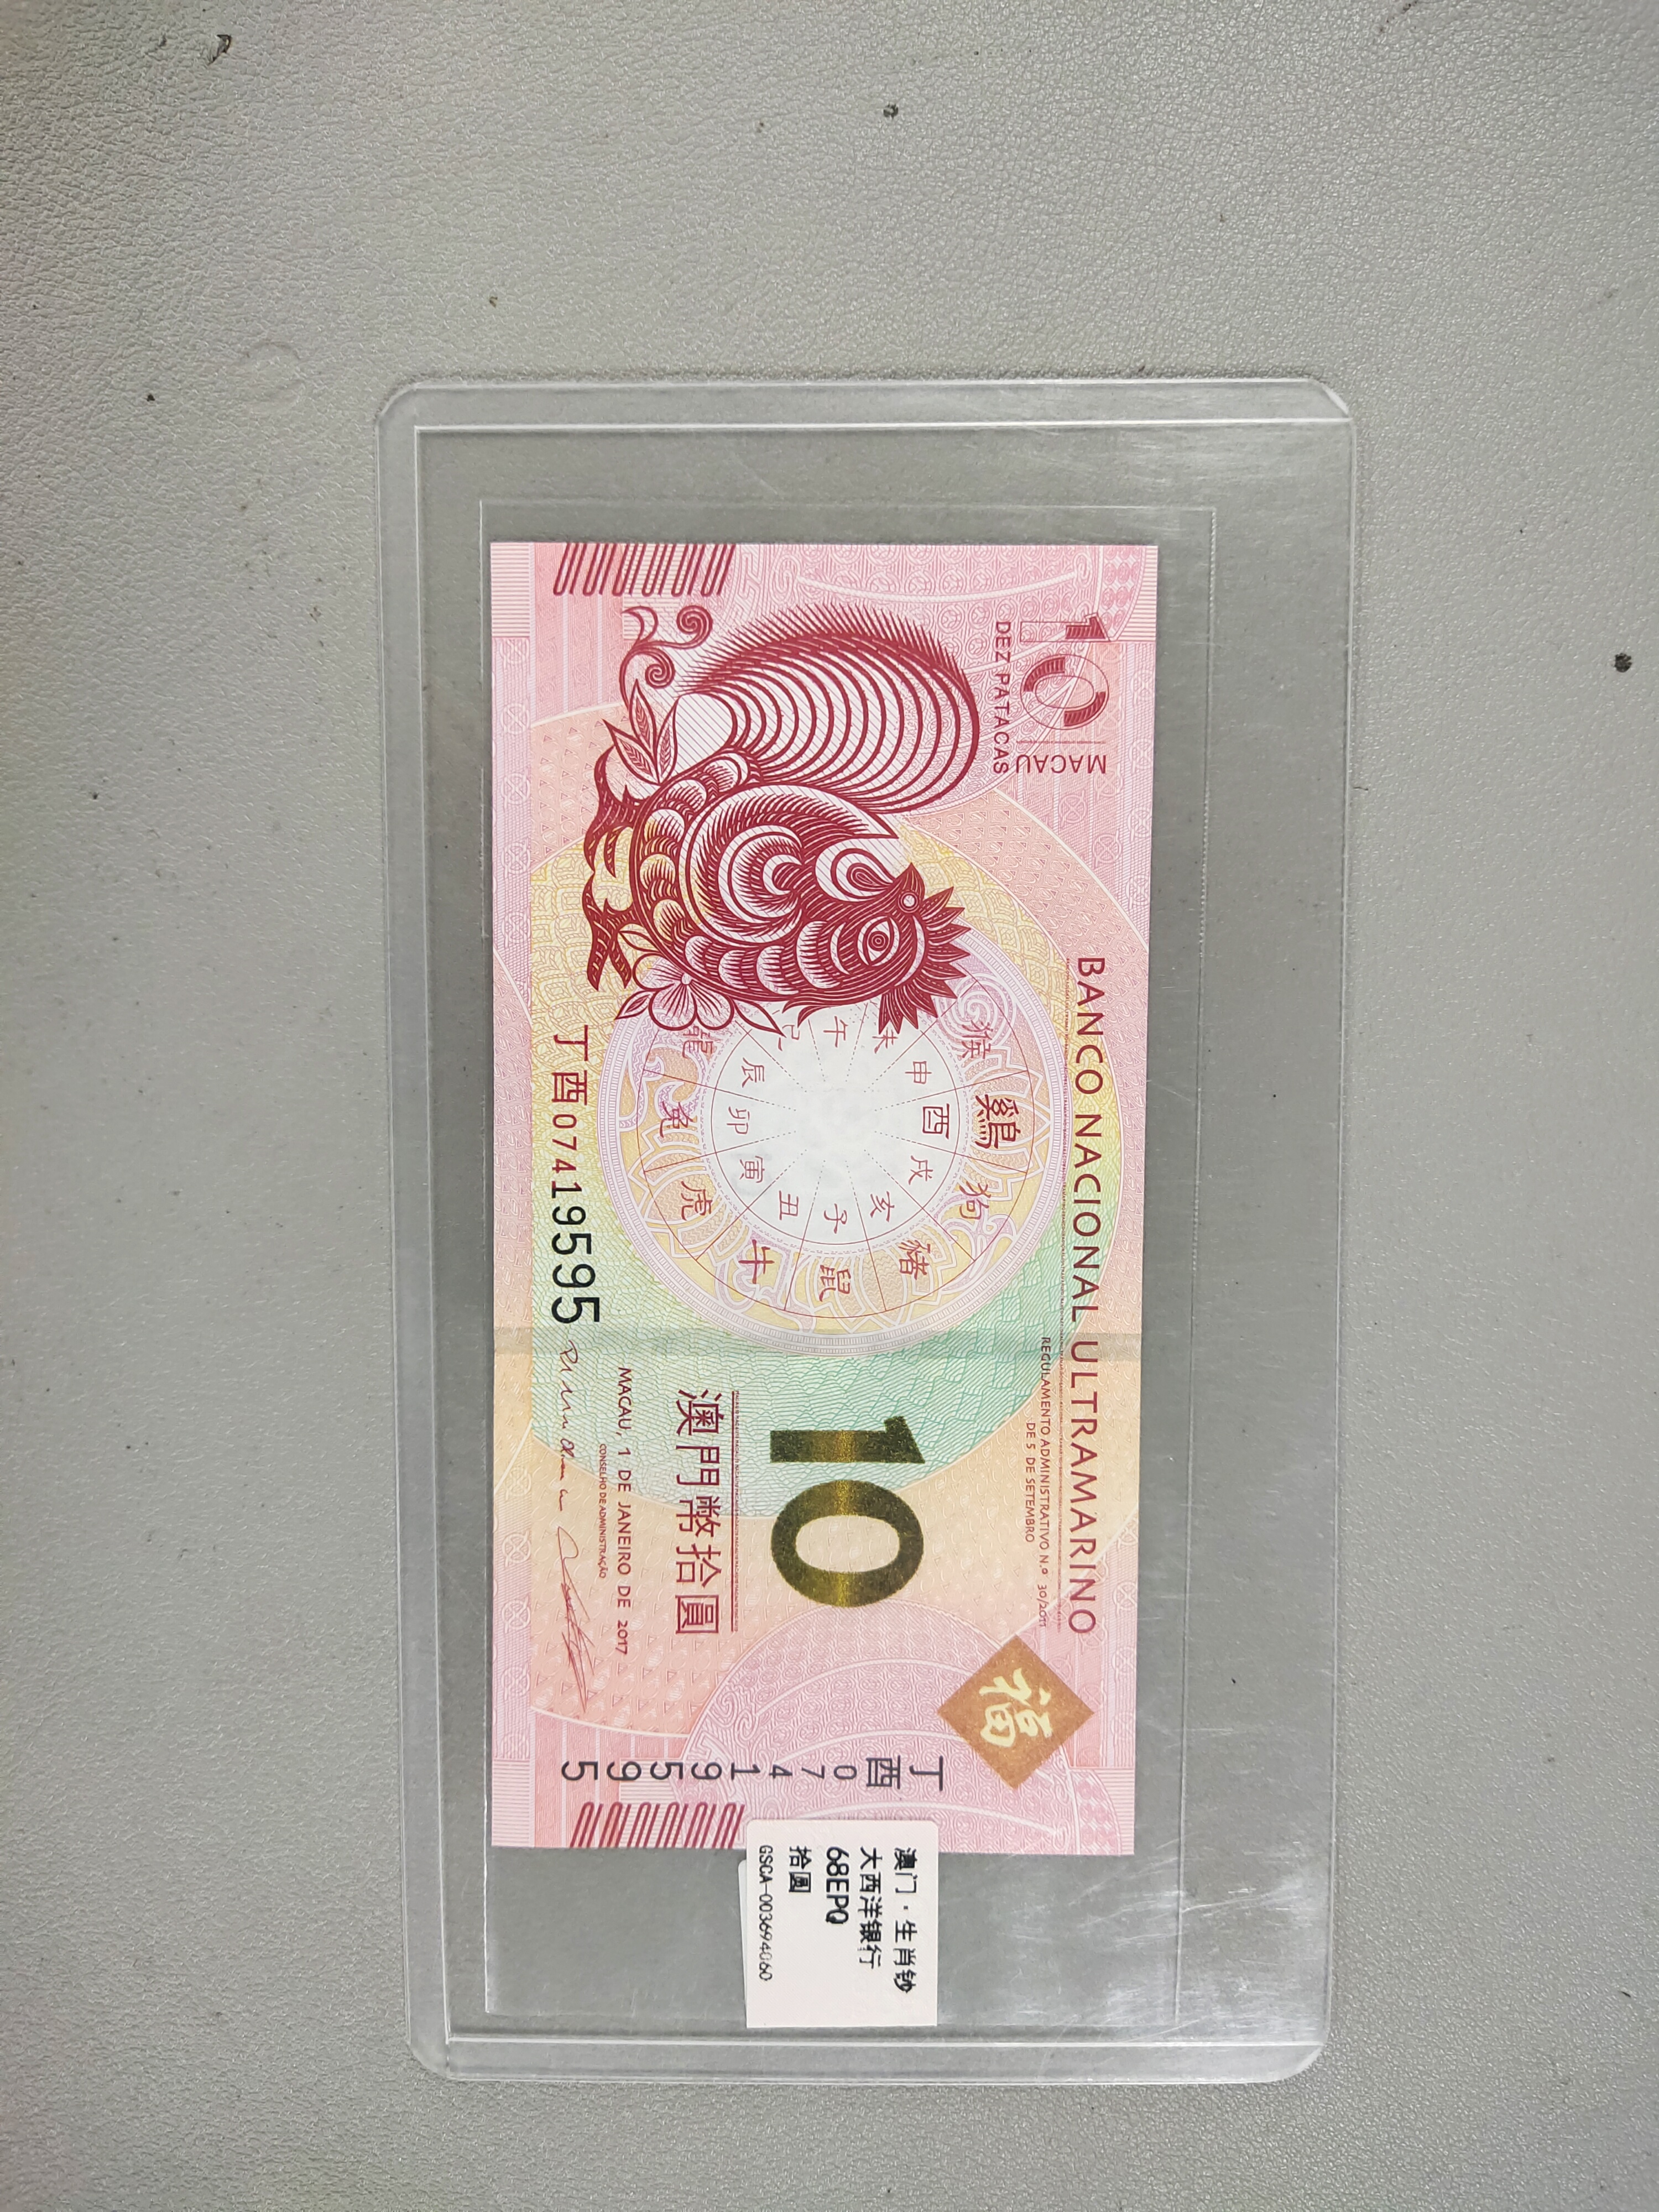 10
MACAU
DEZ PATACAS
BANCO NACIONAL ULTRAMARINO
REGULAMENTO ADMINISTRATIVO N.º 30/2011
DE 5 DE SETEMBRO
福
猴
鷄
狗
豬
鼠
牛
虎
兔
龍
申
酉
戌
亥
子
丑
寅
卯
辰
巳
午
未
10
澳門幣拾圓
MACAU, 1 DE JANEIRO DE 2017
CONSELHO DE ADMINISTRAÇÃO
丁酉07419595
丁酉07419595
澳门·生肖钞
大西洋银行
68EPQ
拾圆
GSCA-003694060